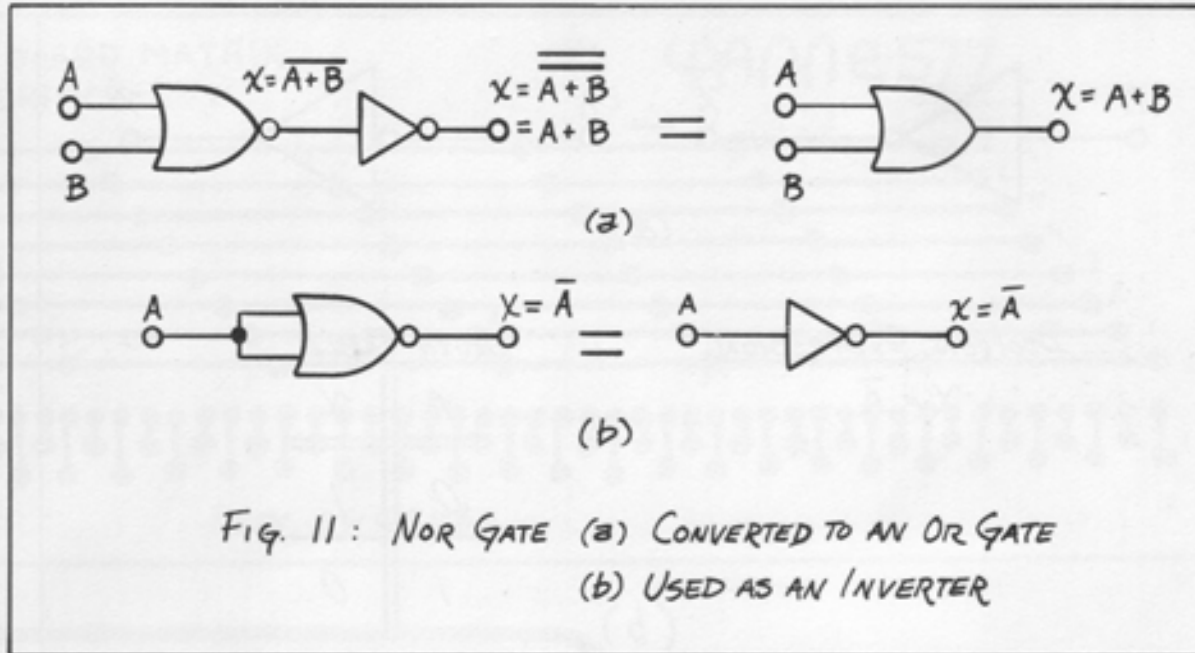 A
B
x = A̅+̅B̅
x = A̳+̳B̳
= A + B
=
A
B
x = A + B
(a)
A
x = A̅
=
A
x = A̅
(b)
FIG. 11 : NOR GATE (a) CONVERTED TO AN OR GATE
(b) USED AS AN INVERTER